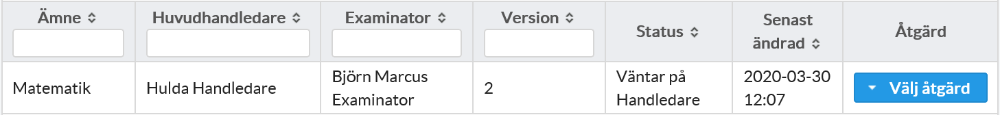 Ämne Huvudhandledare Examinator Version Status Senast ändrad Åtgärd
Matematik Hulda Handledare Björn Marcus Examinator 2 Väntar på Handledare 2020-03-30 12:07 Välj åtgärd